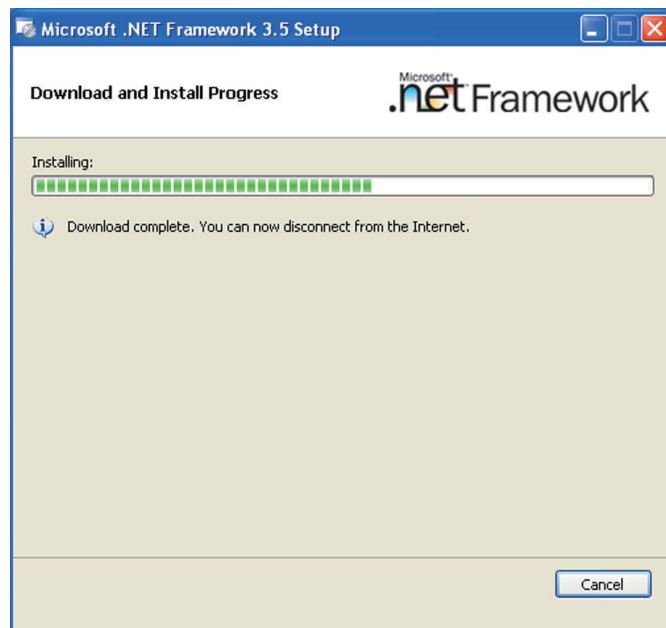 Microsoft .NET Framework 3.5 Setup
Download and Install Progress
Microsoft
.net Framework
Installing:
Download complete. You can now disconnect from the Internet.
Cancel